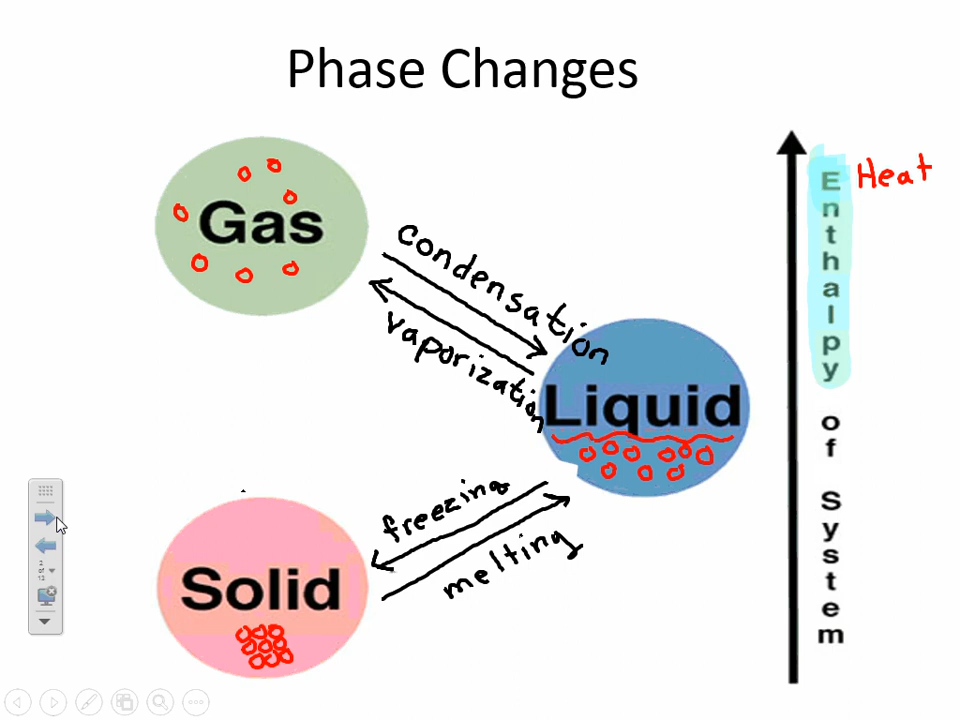 Phase Changes
Gas
condensation
vaporization
Liquid
freezing
melting
Solid
Enthalpy of System
Heat